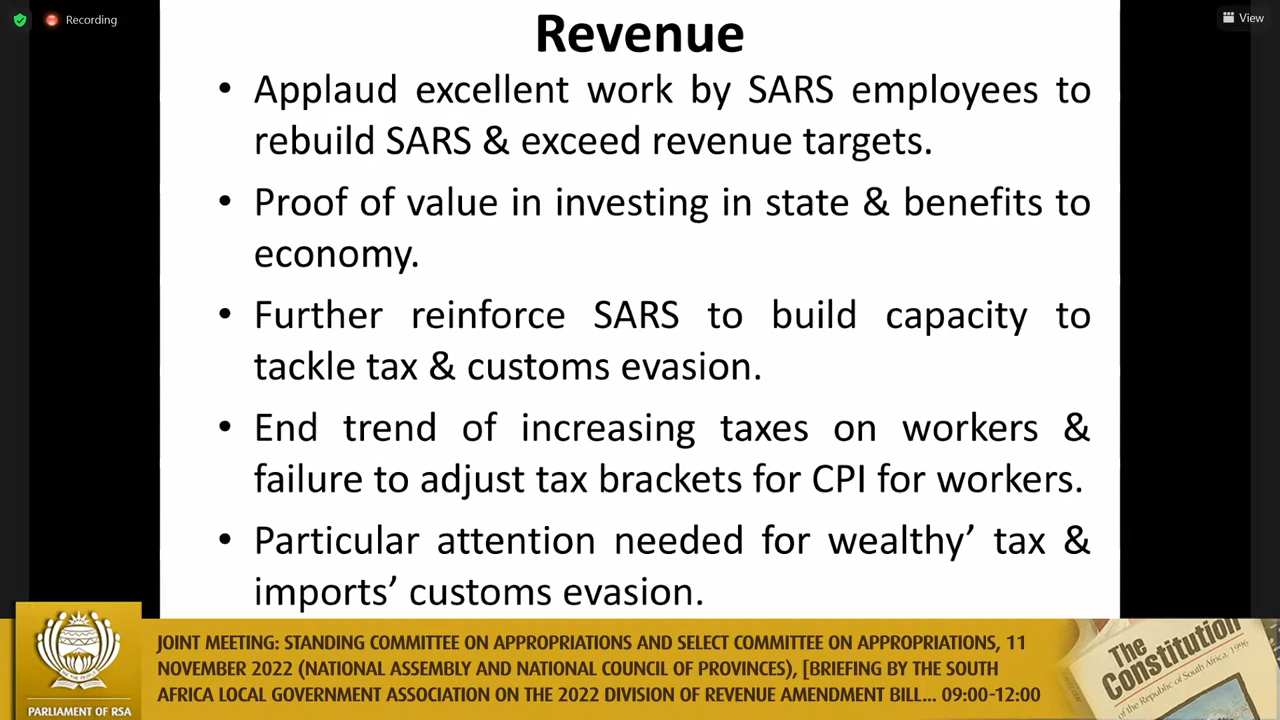 Recording
View
Revenue
• Applaud excellent work by SARS employees to
rebuild SARS & exceed revenue targets.
• Proof of value in investing in state & benefits to
economy.
• Further reinforce SARS to build capacity to
tackle tax & customs evasion.
• End trend of increasing taxes on workers &
failure to adjust tax brackets for CPI for workers.
• Particular attention needed for wealthy’ tax &
imports’ customs evasion.
JOINT MEETING: STANDING COMMITTEE ON APPROPRIATIONS AND SELECT COMMITTEE ON APPROPRIATIONS, 11
NOVEMBER 2022 (NATIONAL ASSEMBLY AND NATIONAL COUNCIL OF PROVINCES), [BRIEFING BY THE SOUTH
AFRICA LOCAL GOVERNMENT ASSOCIATION ON THE 2022 DIVISION OF REVENUE AMENDMENT BILL... 09:00-12:00
PARLIAMENT OF RSA
The
Constitution
of the Republic of South Africa, 1996